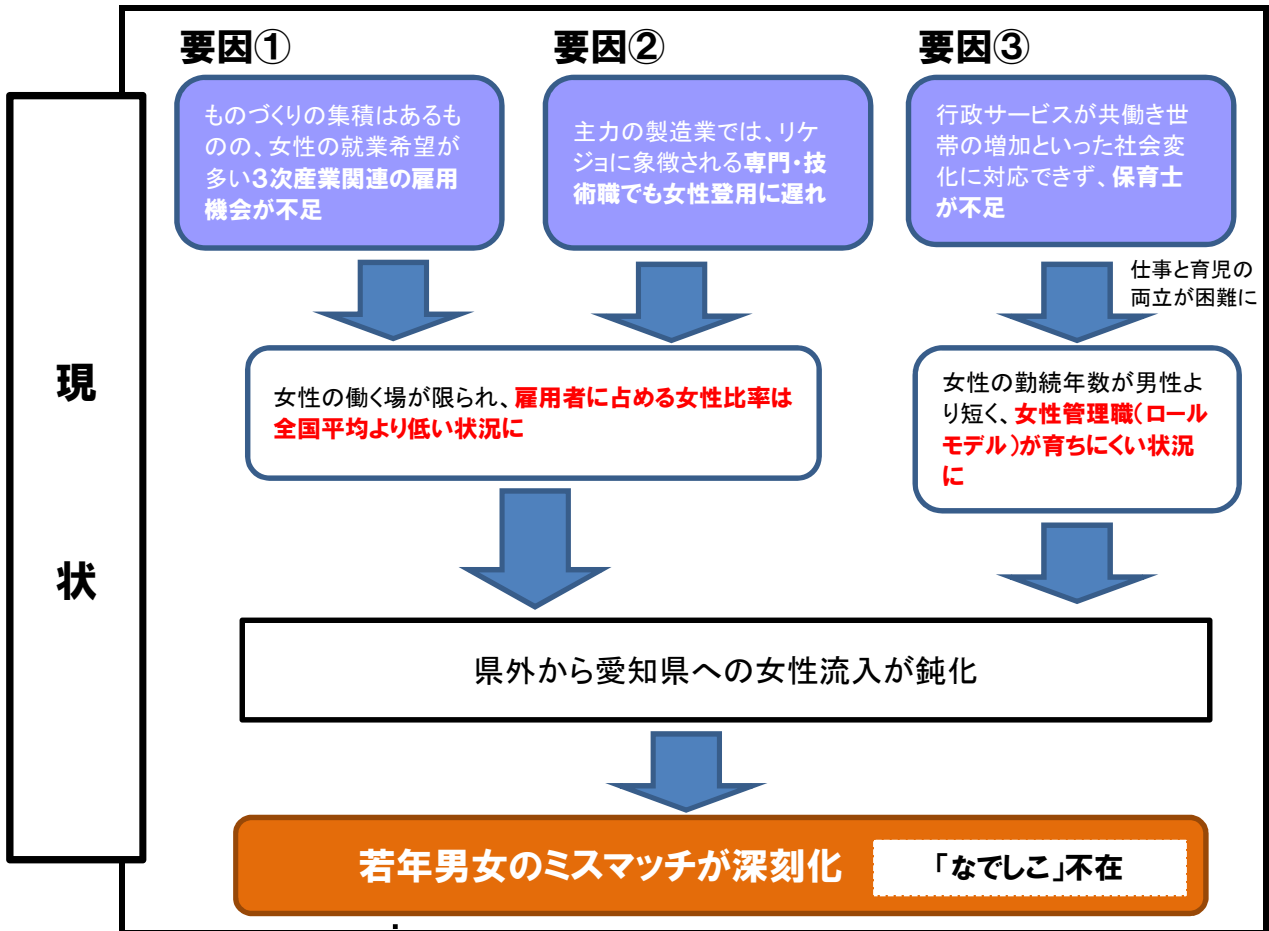 要因①
ものづくりの集積はあるも
のの、女性の就業希望が
多い3次産業関連の雇用
機会が不足
要因②
主力の製造業では、リケ
ジョに象徴される専門・技
術職でも女性登用に遅れ
要因③
行政サービスが共働き世
帯の増加といった社会変
化に対応できず、保育士
が不足
仕事と育児の
両立が困難に
現
状
女性の働く場が限られ、雇用者に占める女性比率は
全国平均より低い状況に
女性の勤続年数が男性よ
り短く、女性管理職(ロール
モデル)が育ちにくい状況
に
県外から愛知県への女性流入が鈍化
若年男女のミスマッチが深刻化
「なでしこ」不在